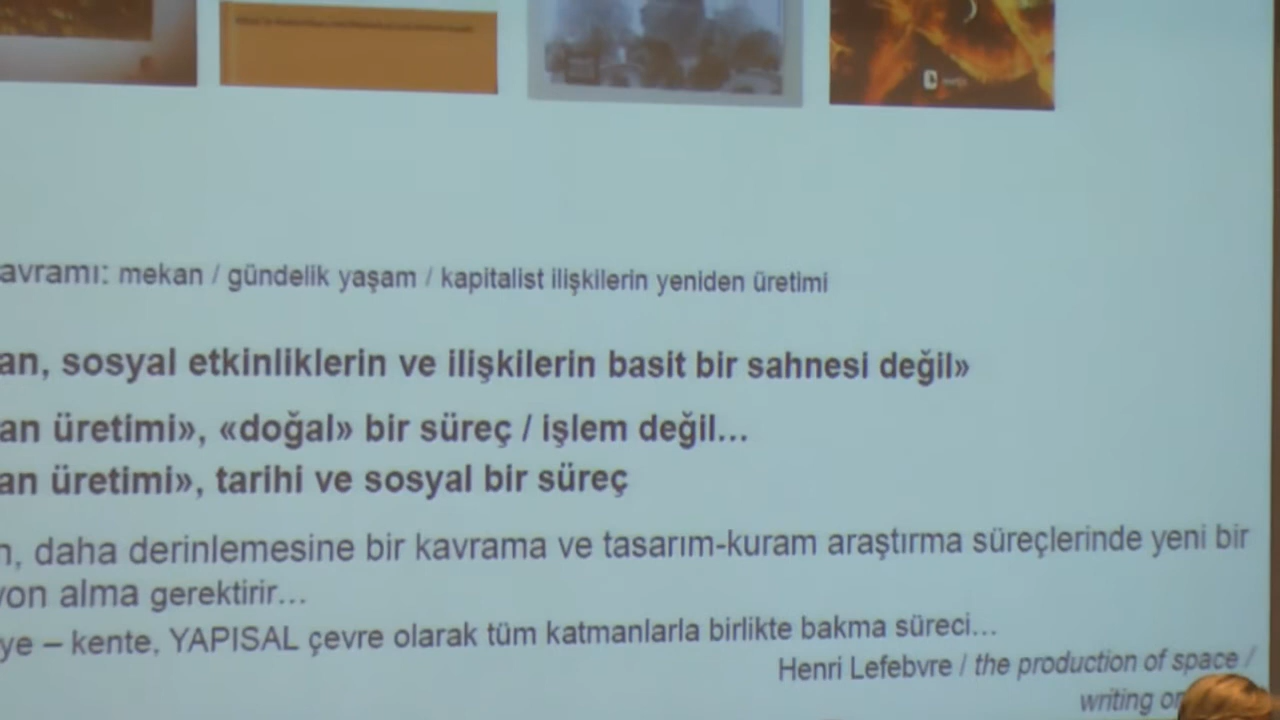 avramı: mekan / gündelik yaşam / kapitalist ilişkilerin yeniden üretimi
an, sosyal etkinliklerin ve ilişkilerin basit bir sahnesi değil»
an üretimi», «doğal» bir süreç / işlem değil...
an üretimi», tarihi ve sosyal bir süreç
n, daha derinlemesine bir kavrama ve tasarım-kuram araştırma süreçlerinde yeni bir
yon alma gerektirir...
ye – kente, YAPISAL çevre olarak tüm katmanlarla birlikte bakma süreci...
Henri Lefebvre / the production of space /
writing